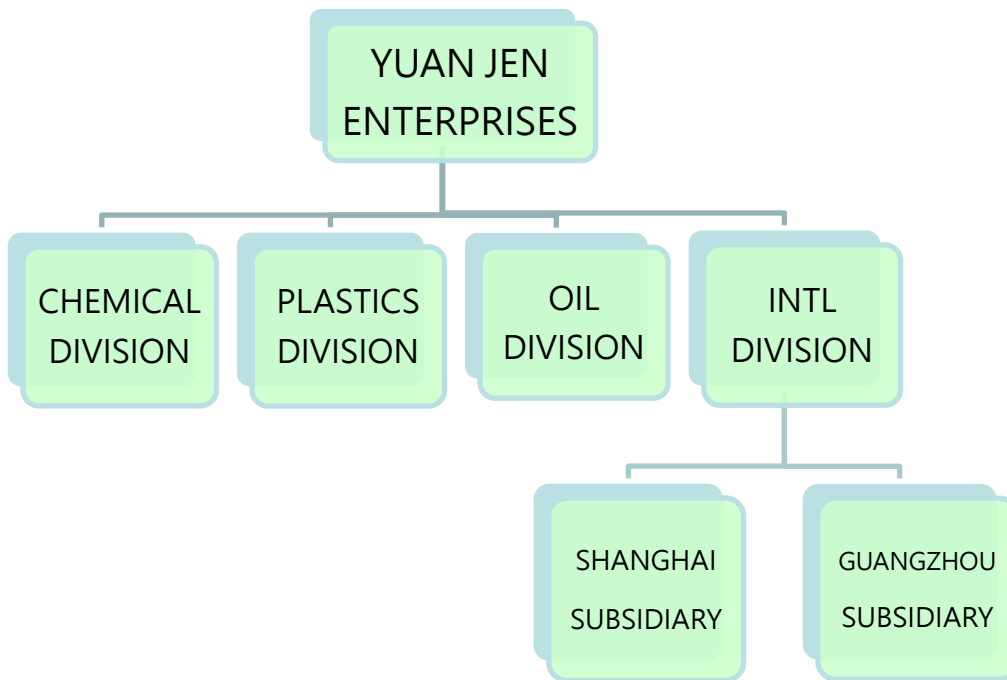 YUAN JEN
ENTERPRISES
CHEMICAL
DIVISION
PLASTICS
DIVISION
OIL
DIVISION
INTL
DIVISION
SHANGHAI
SUBSIDIARY
GUANGZHOU
SUBSIDIARY